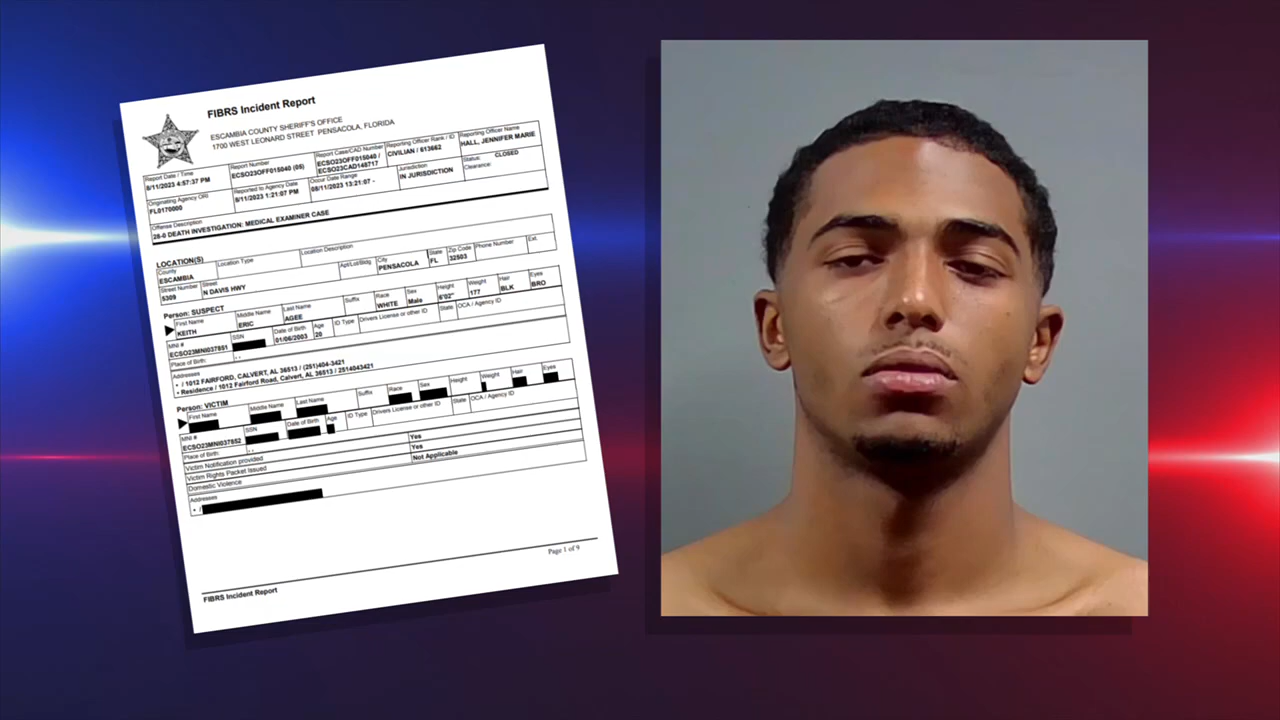 FIBRS Incident Report
ESCAMBIA COUNTY SHERIFF'S OFFICE
1700 WEST LEONARD STREET PENSACOLA, FLORIDA
Report Date / Time Report Number Report Case/CAD Number Reporting Officer Rank / ID Reporting Officer Name
8/11/2023 4:57:37 PM ECSO23OFF015040 (05) ECSO23OFF015040 / CIVILIAN / 613662 HALL, JENNIFER MARIE
ECSO23CAD148717
Originating Agency ORI Reported to Agency Date Occur Date Range Jurisdiction Status: CLOSED
FL0170000 8/11/2023 1:21:07 PM 08/11/2023 13:21:07 - IN JURISDICTION Clearance:
Offense Description
28-0 DEATH INVESTIGATION: MEDICAL EXAMINER CASE
LOCATION(S)
County Location Type Location Description
ESCAMBIA
Street Number Street Apt/Lot/Bldg City State Zip Code Phone Number Ext.
5309 N DAVIS HWY PENSACOLA FL 32503
Person: SUSPECT
First Name Middle Name Last Name Suffix Race Sex Height Weight Hair Eyes
KEITH ERIC AGEE WHITE Male 6'02" 177 BLK BRO
MNI # SSN Date of Birth Age ID Type Drivers License or other ID State OCA / Agency ID
ECSO23MNI037851 01/06/2003 20
Place of Birth: , ,
Addresses
• / 1012 FAIRFORD, CALVERT, AL 36513 / (251)404-3421
• Residence / 1012 Fairford Road, Calvert, AL 36513 / 2514043421
Person: VICTIM
First Name Middle Name Last Name Suffix Race Sex Height Weight Hair Eyes
MNI # SSN Date of Birth Age ID Type Drivers License or other ID State OCA / Agency ID
ECSO23MNI037852
Place of Birth: , ,
Victim Notification provided Yes
Victim Rights Packet Issued Yes
Domestic Violence Not Applicable
Addresses
• /
Page 1 of 9
FIBRS Incident Report